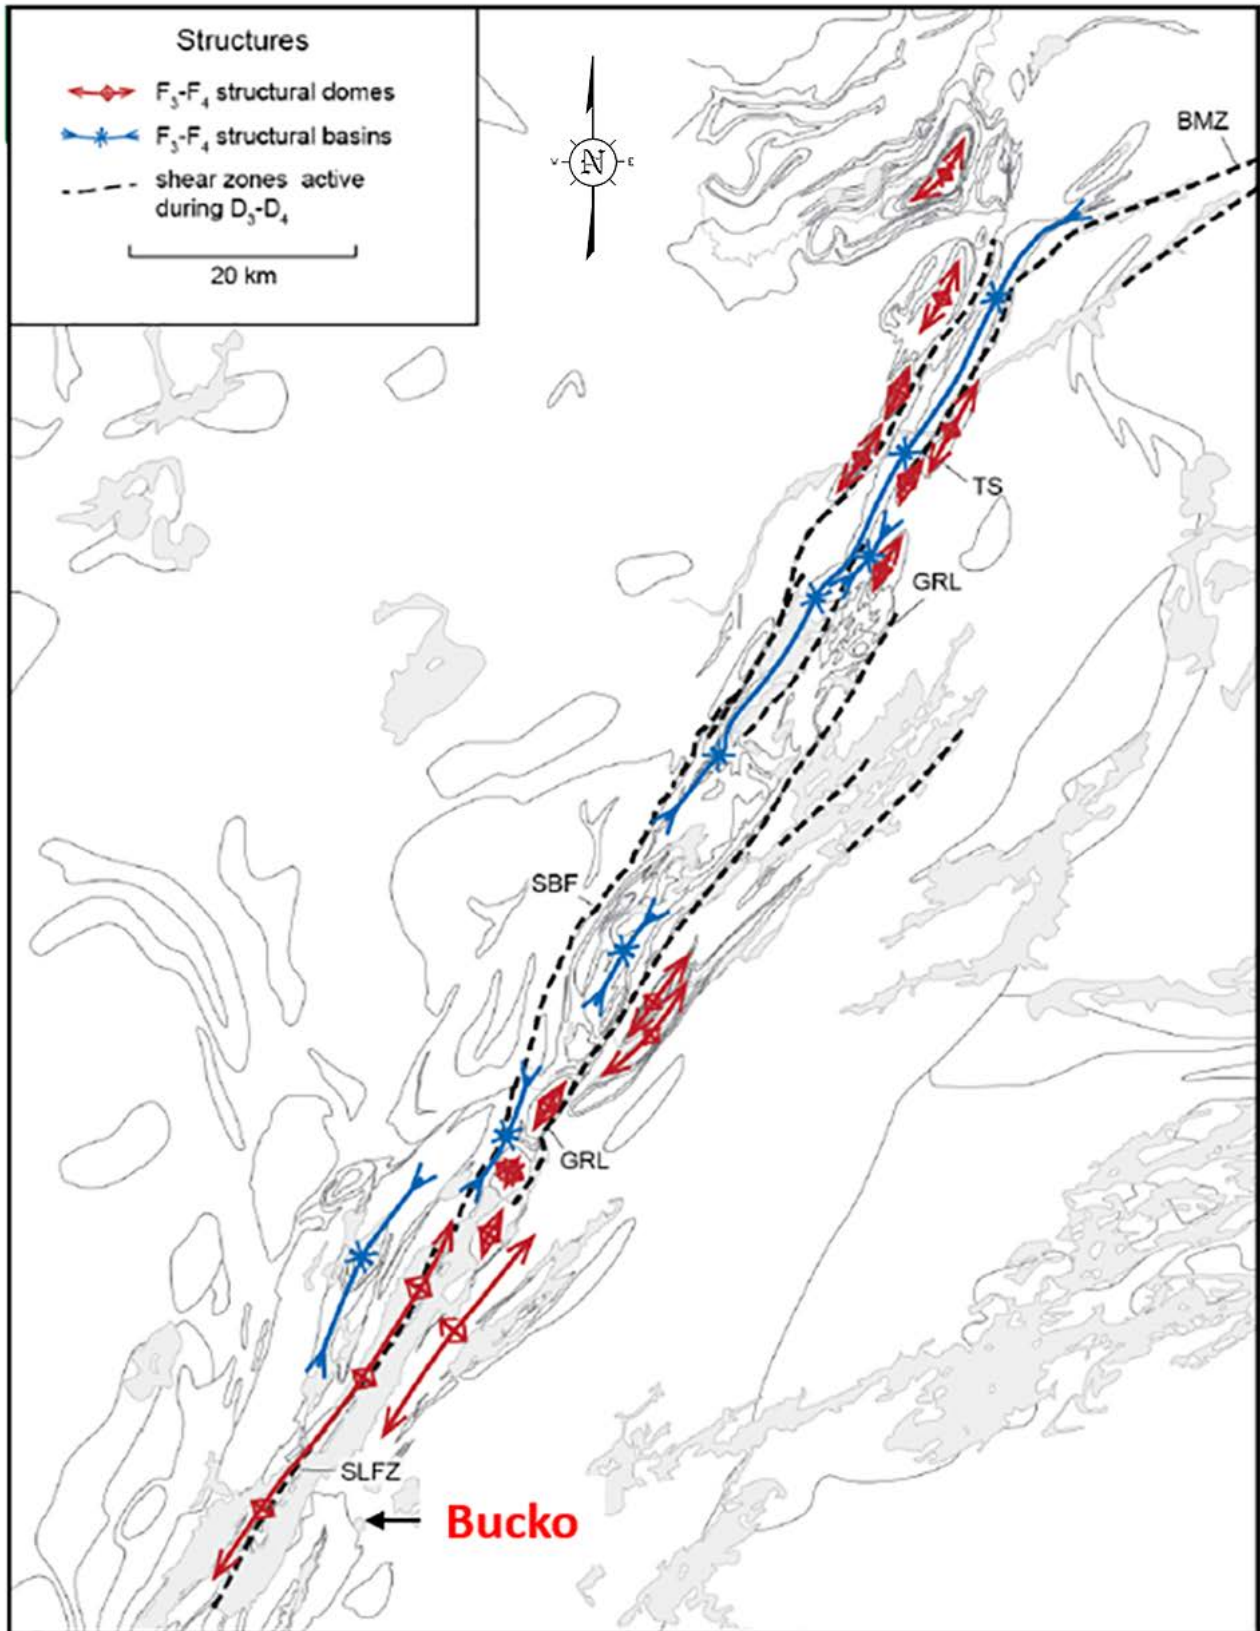 Structures
F₃-F₄ structural domes
F₃-F₄ structural basins
shear zones active
during D₃-D₄
20 km
N
E
BMZ
TS
GRL
SBF
GRL
SLFZ
Bucko